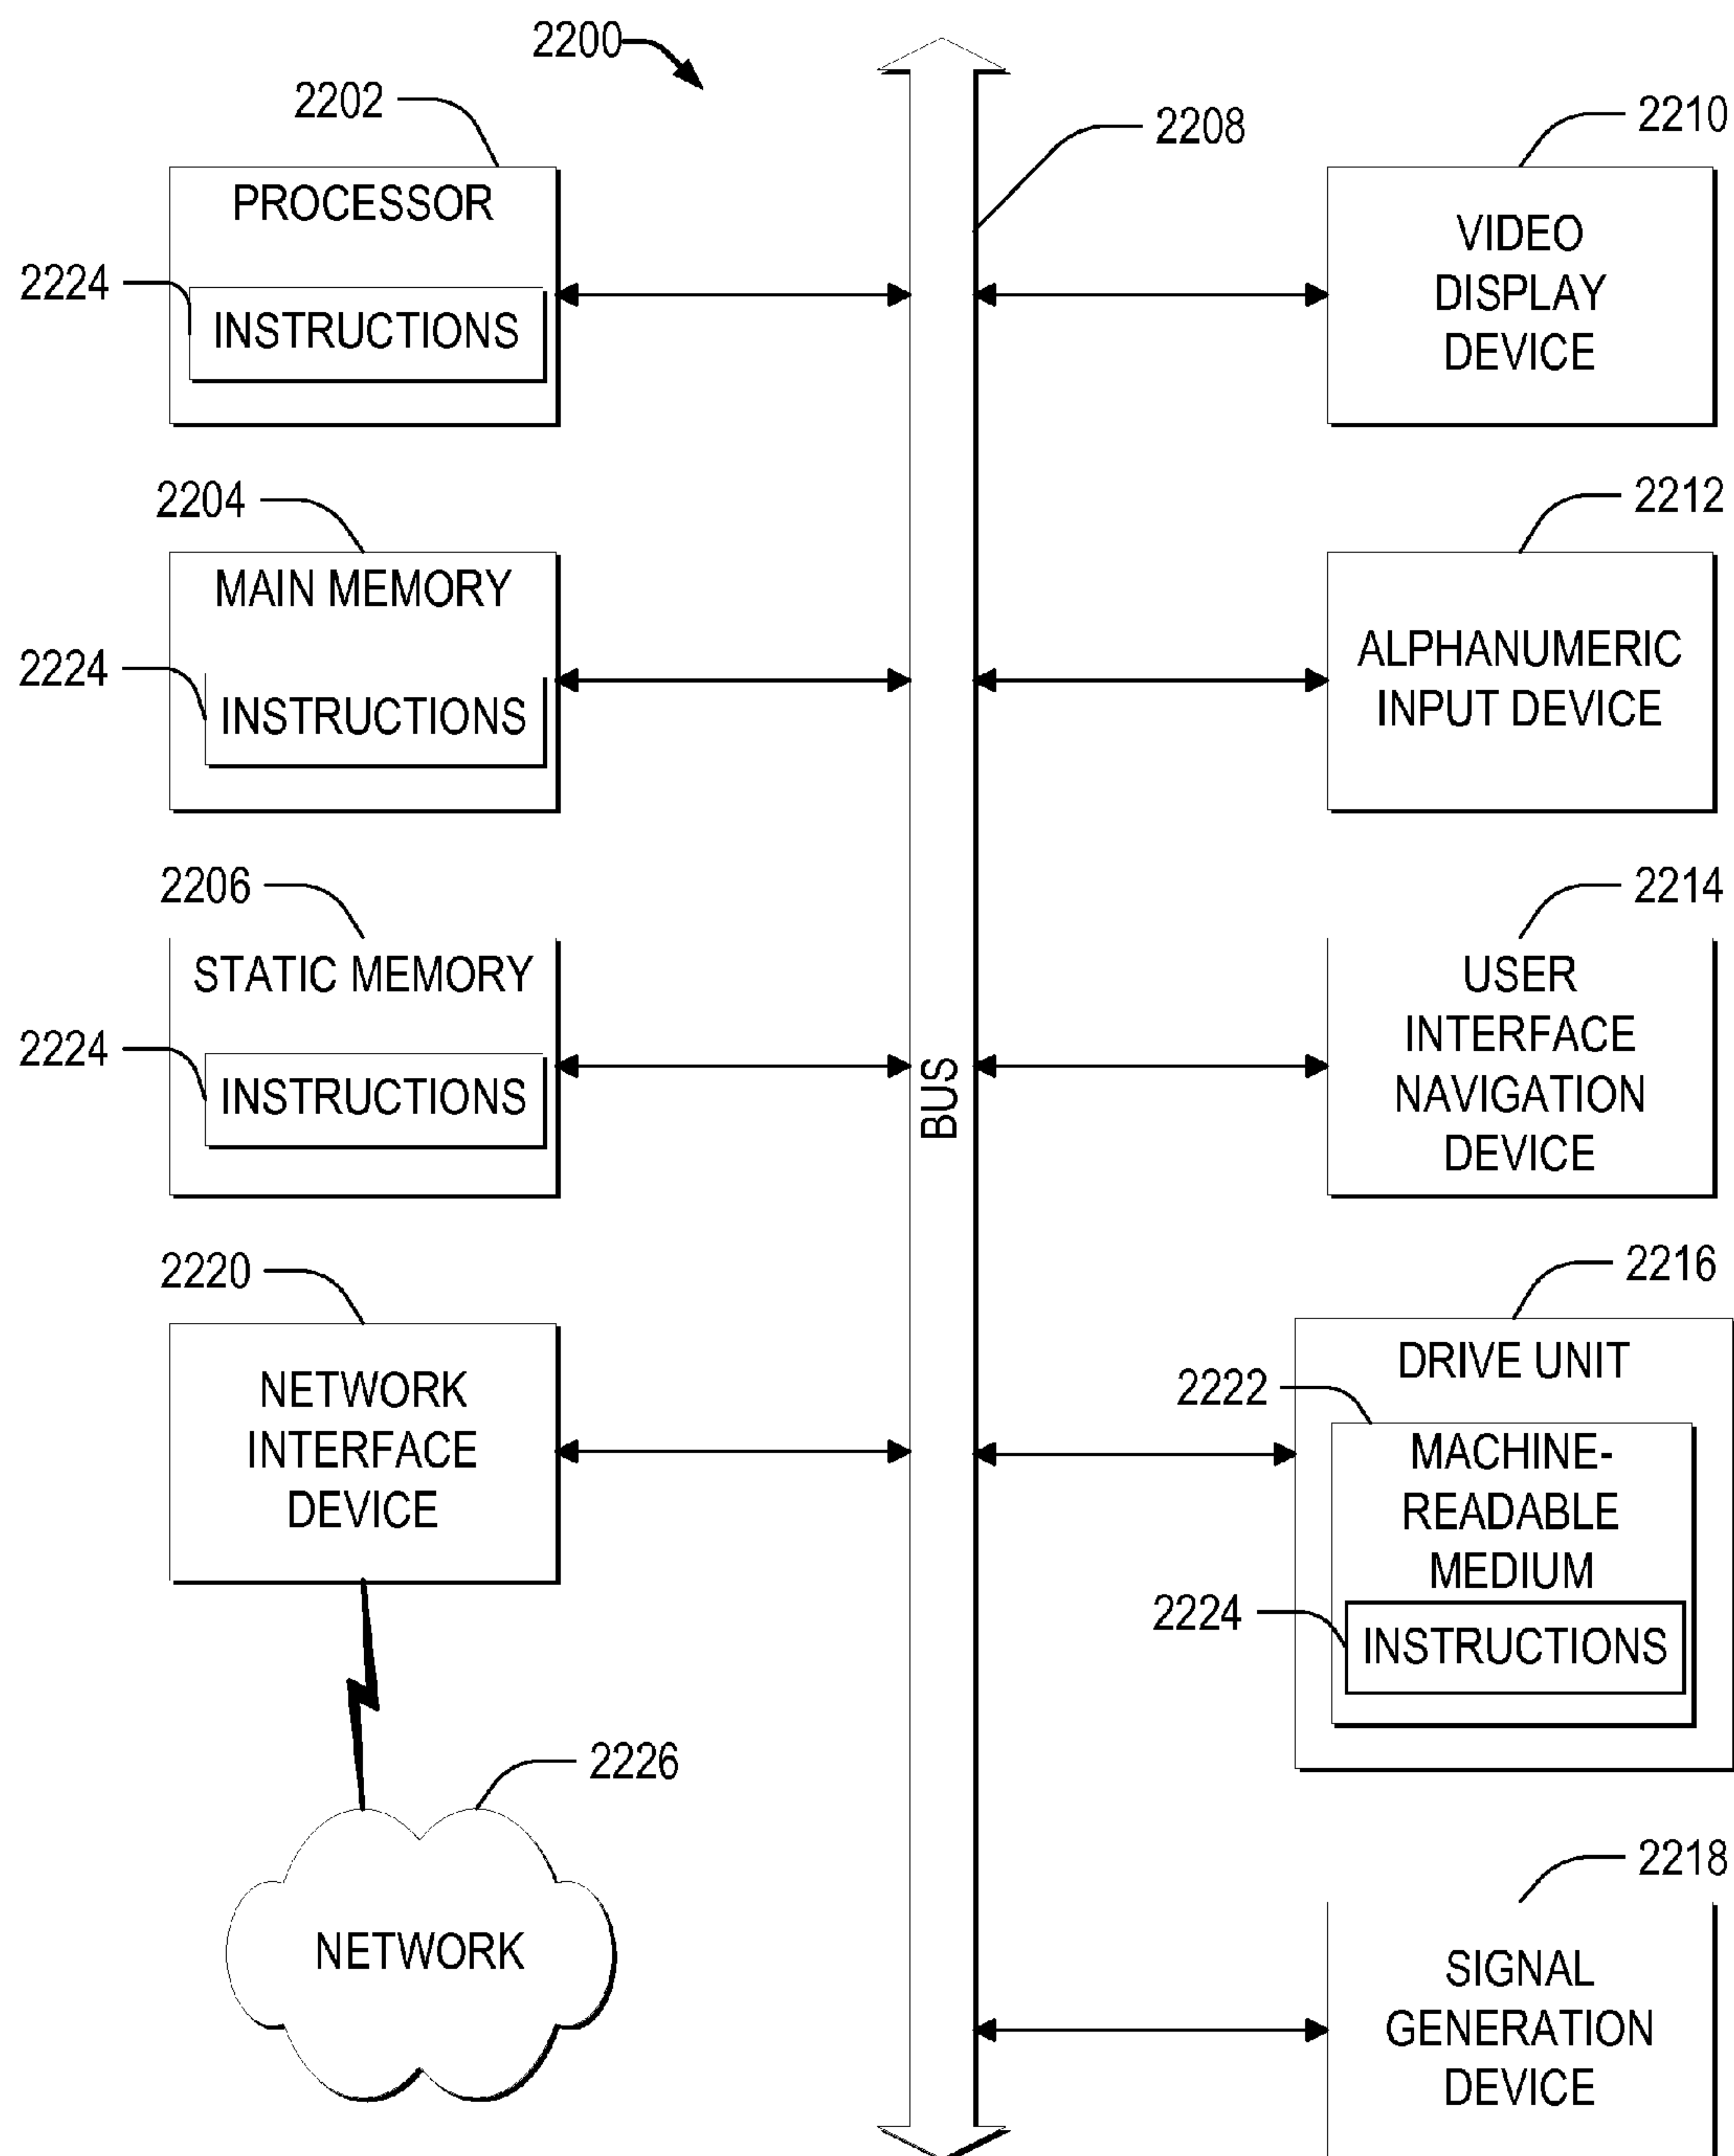 2200
2202
2208
2210
PROCESSOR
2224
INSTRUCTIONS
VIDEO
DISPLAY
DEVICE
2204
2212
MAIN MEMORY
2224
INSTRUCTIONS
ALPHANUMERIC
INPUT DEVICE
2206
2214
STATIC MEMORY
2224
INSTRUCTIONS
BUS
USER
INTERFACE
NAVIGATION
DEVICE
2220
2216
NETWORK
INTERFACE
DEVICE
DRIVE UNIT
2222
MACHINE-
READABLE
MEDIUM
2224
INSTRUCTIONS
2226
NETWORK
2218
SIGNAL
GENERATION
DEVICE